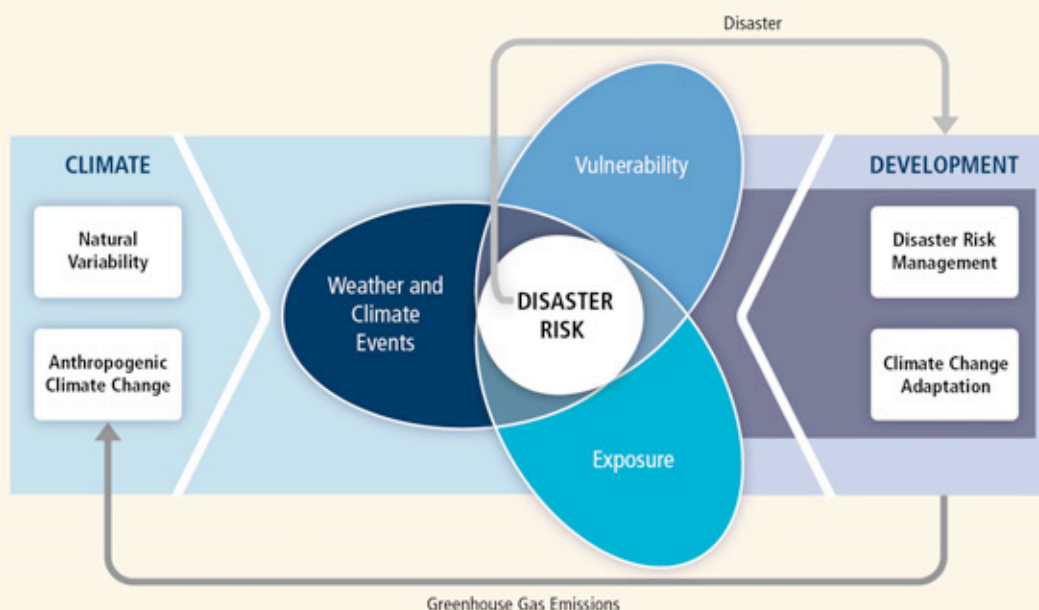 Disaster
CLIMATE
Natural
Variability
Anthropogenic
Climate Change
Vulnerability
Weather and
Climate
Events
DISASTER
RISK
Exposure
DEVELOPMENT
Disaster Risk
Management
Climate Change
Adaptation
Greenhouse Gas Emissions